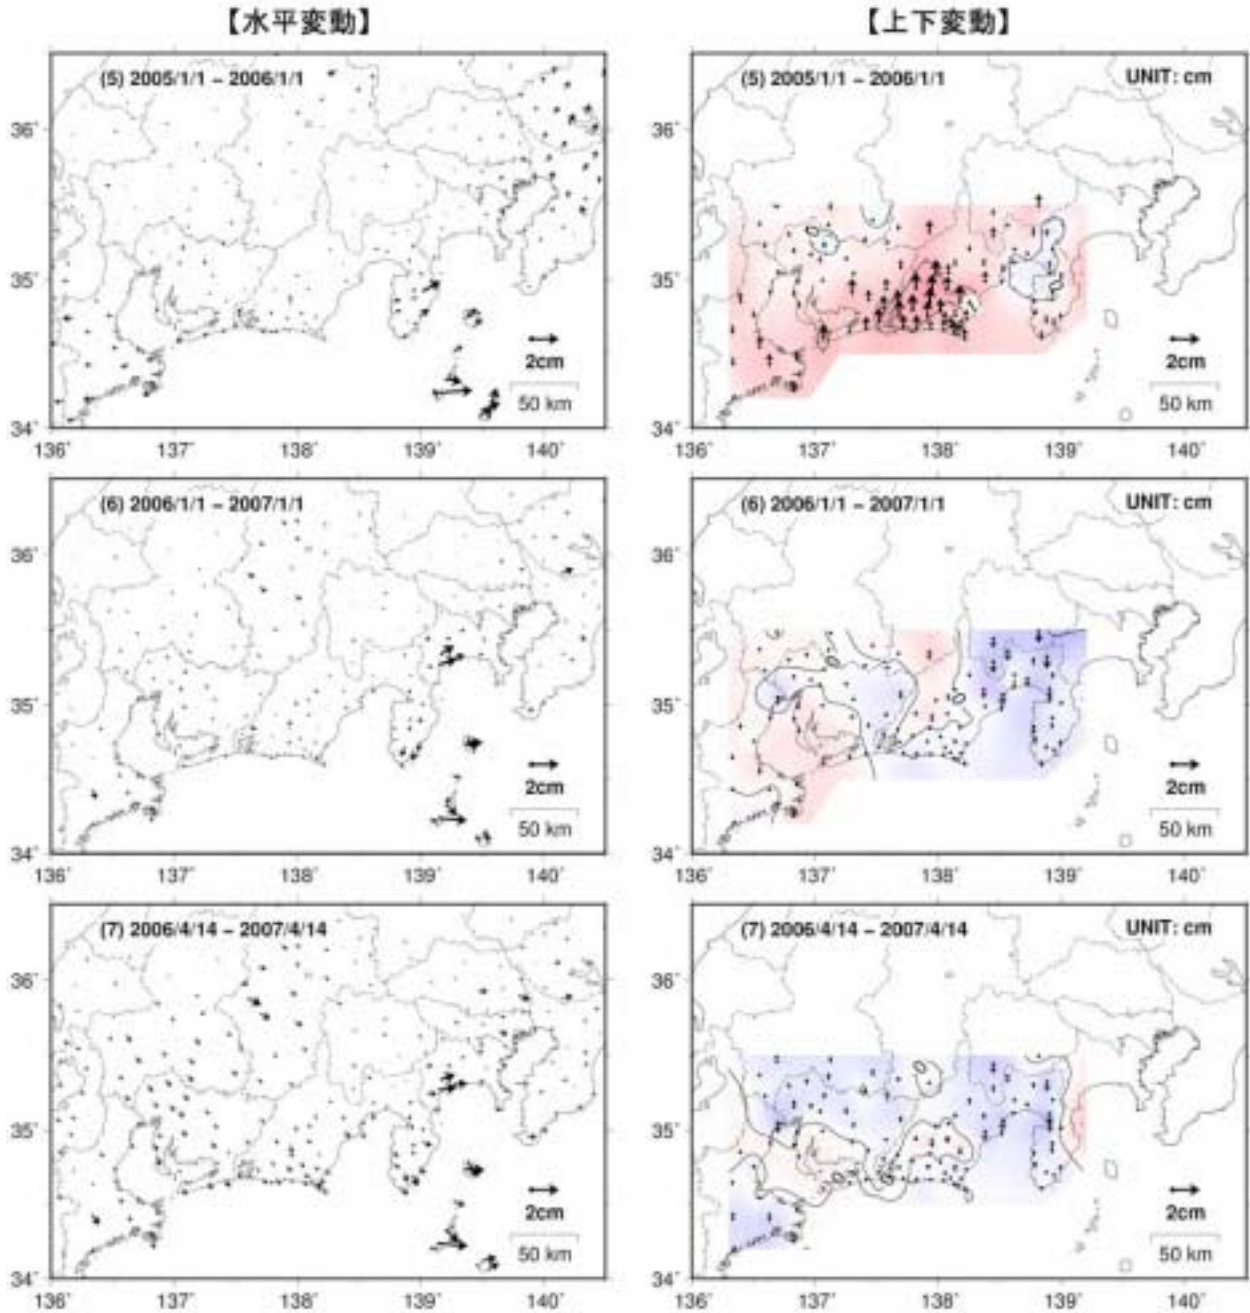 【水平変動】
【上下変動】
(5) 2005/1/1 – 2006/1/1
36˚
35˚
34˚
2cm
50 km
136˚ 137˚ 138˚ 139˚ 140˚
(5) 2005/1/1 – 2006/1/1 UNIT: cm
36˚
35˚
34˚
2cm
50 km
136˚ 137˚ 138˚ 139˚ 140˚
(6) 2006/1/1 – 2007/1/1
36˚
35˚
34˚
2cm
50 km
136˚ 137˚ 138˚ 139˚ 140˚
(6) 2006/1/1 – 2007/1/1 UNIT: cm
36˚
35˚
34˚
2cm
50 km
136˚ 137˚ 138˚ 139˚ 140˚
(7) 2006/4/14 – 2007/4/14
36˚
35˚
34˚
2cm
50 km
136˚ 137˚ 138˚ 139˚ 140˚
(7) 2006/4/14 – 2007/4/14 UNIT: cm
36˚
35˚
34˚
2cm
50 km
136˚ 137˚ 138˚ 139˚ 140˚